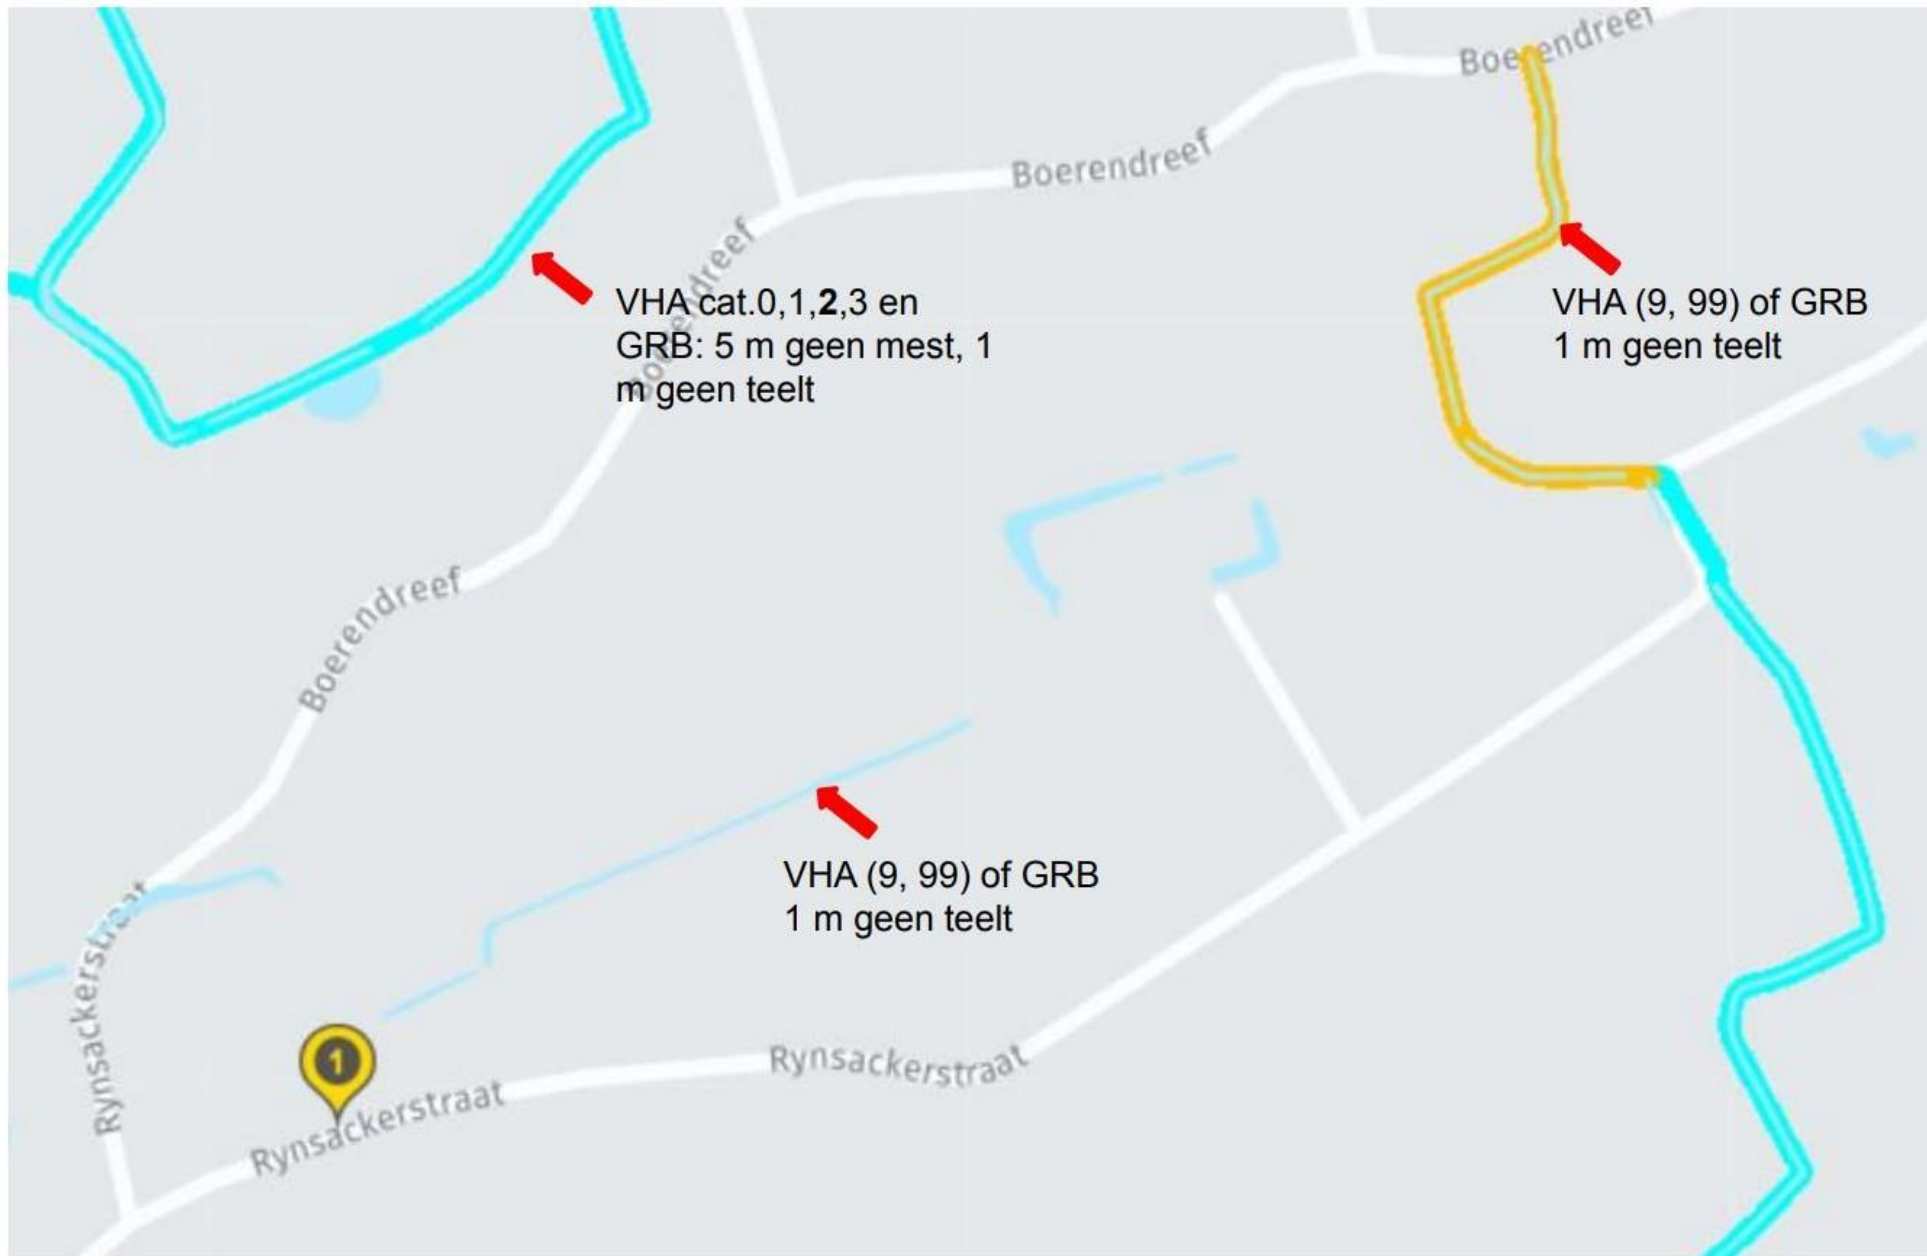 Boerendreef
Boerendreef
Boerendreef
VHA cat.0,1,2,3 en
GRB: 5 m geen mest, 1
m geen teelt
VHA (9, 99) of GRB
1 m geen teelt
Boerendreef
Boerendreef
VHA (9, 99) of GRB
1 m geen teelt
Rynsackerstraat
1
Rynsackerstraat
Rynsackerstraat